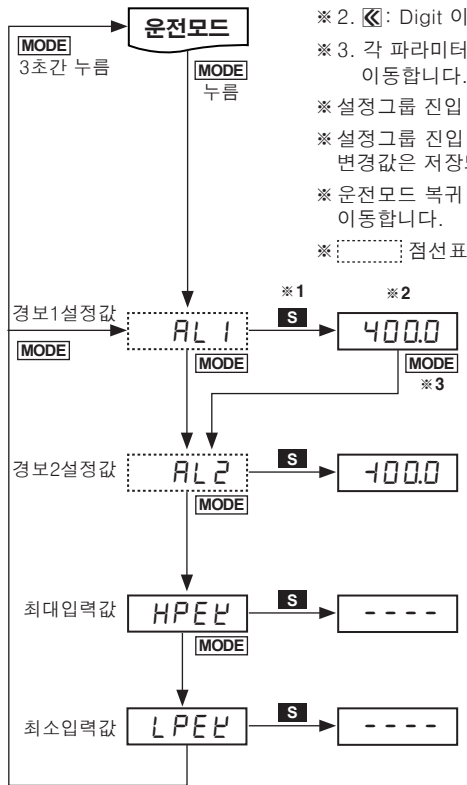 운전모드
MODE
3초간 누름
MODE
누름
※ 2. : Digit 이
※ 3. 각 파라미터
이동합니다.
※ 설정그룹 진입
※ 설정그룹 진입
변경값은 저장
※ 운전모드 복귀
이동합니다.
※ 점선표
경보1설정값
MODE
AL1
MODE
※1
S
※2
400.0
MODE
※3
경보2설정값
AL2
MODE
S
-100.0
최대입력값
HPEK
MODE
S
----
최소입력값
LPEK
S
----